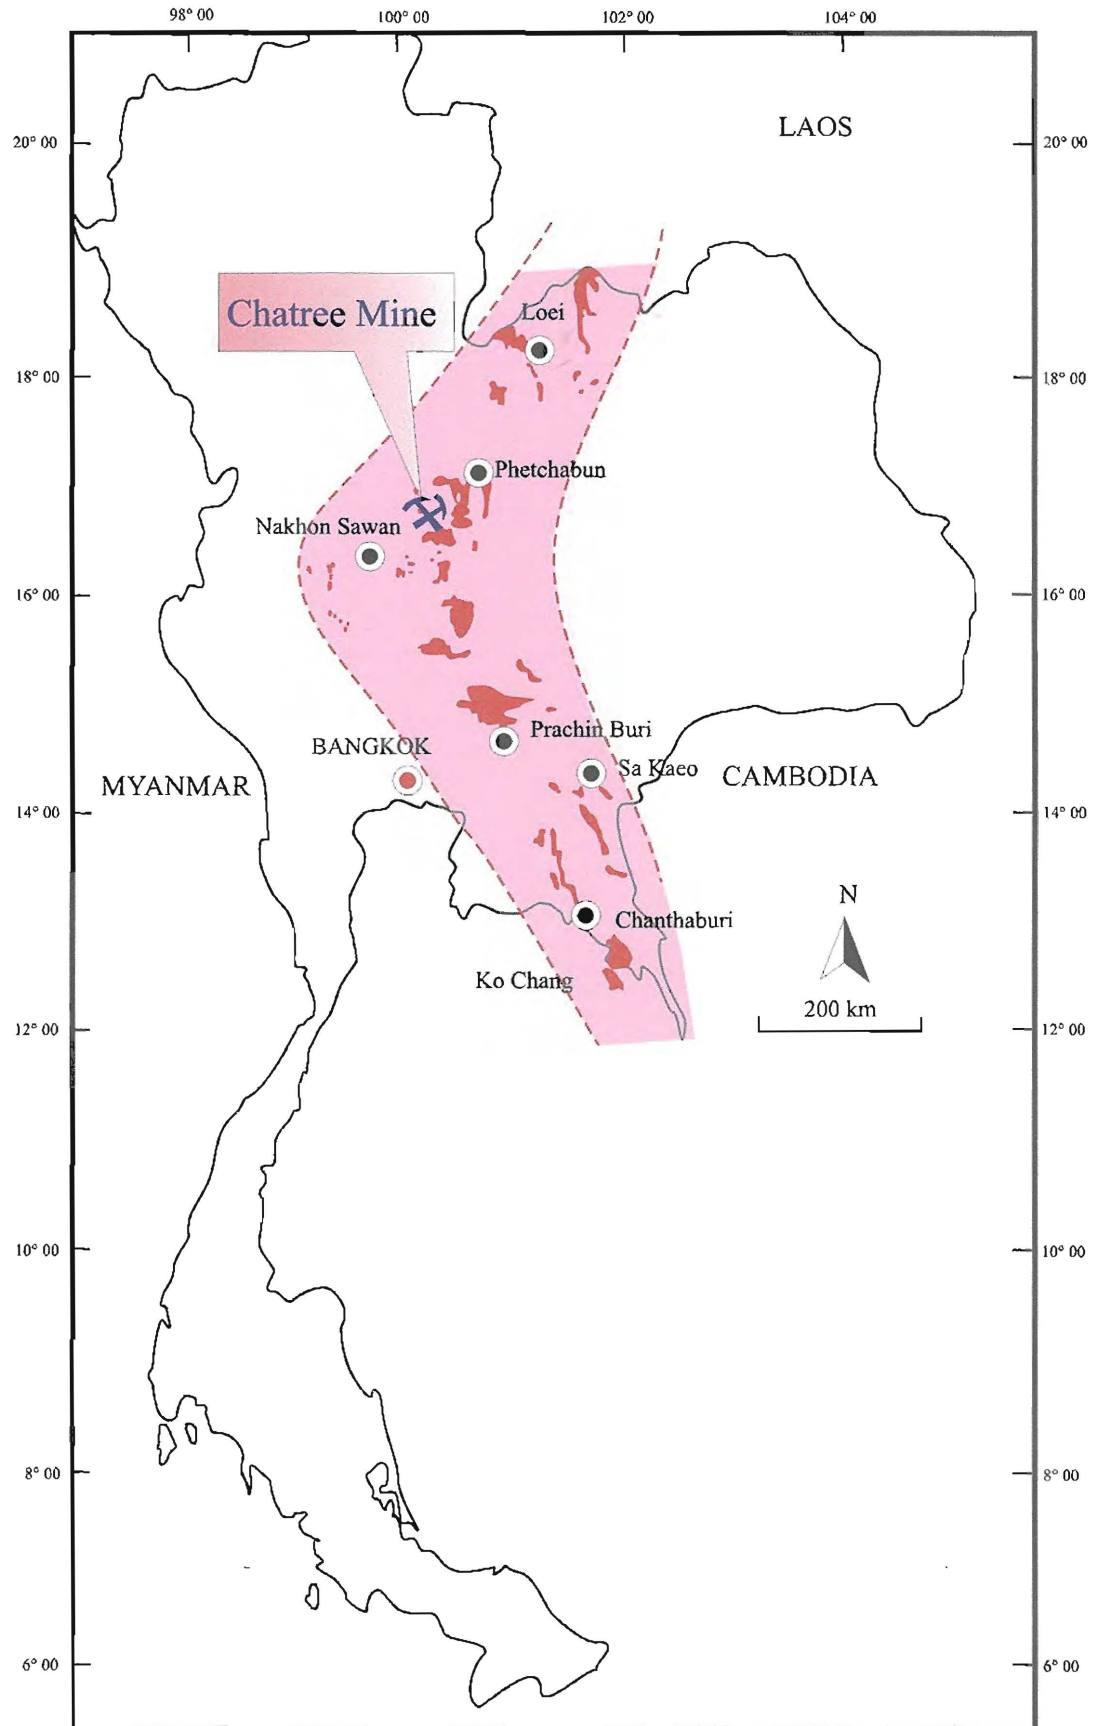 98° 00
100° 00
102° 00
104° 00
20° 00
LAOS
20° 00
Chatree Mine
Loei
18° 00
18° 00
Phetchabun
Nakhon Sawan
16° 00
16° 00
Prachin Buri
BANGKOK
Sa Kaeo
MYANMAR
CAMBODIA
14° 00
14° 00
N
Chanthaburi
Ko Chang
200 km
12° 00
12° 00
10° 00
10° 00
8° 00
8° 00
6° 00
6° 00